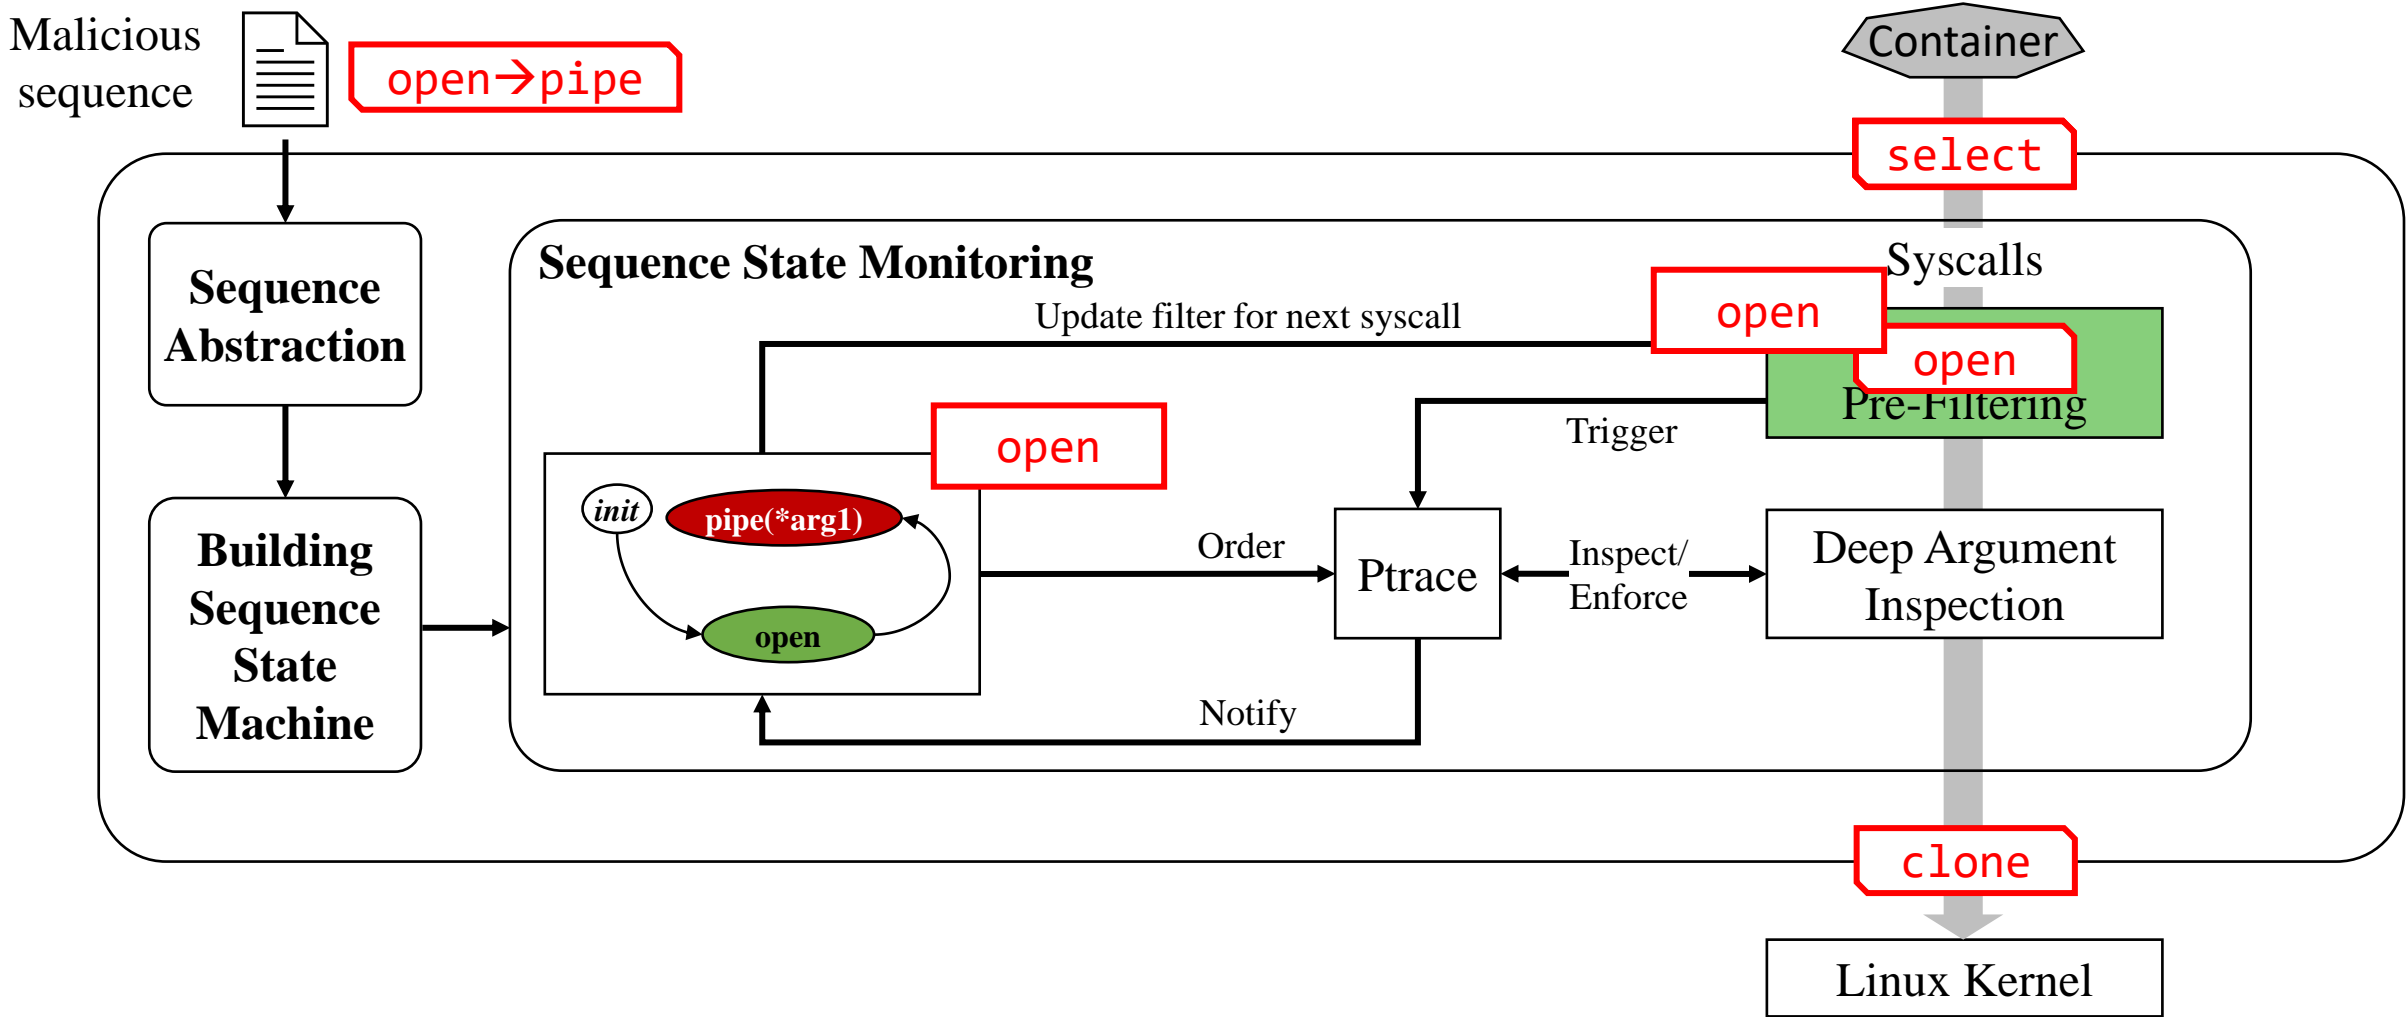 Malicious
sequence
open→pipe
Container
select
Syscalls
Sequence State Monitoring
Sequence
Abstraction
Update filter for next syscall
open
open
Pre-Filtering
Trigger
open
init
pipe(*arg1)
open
Building
Sequence
State
Machine
Order
Ptrace
Inspect/
Enforce
Deep Argument
Inspection
Notify
clone
Linux Kernel